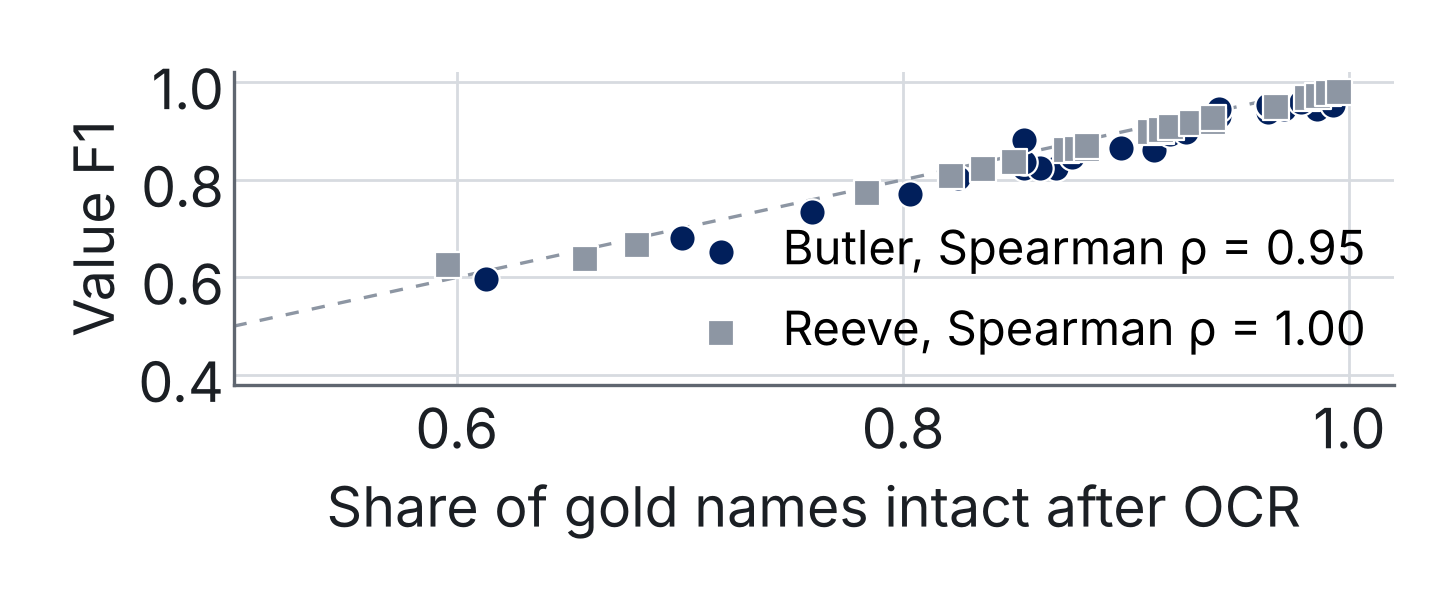 1.0
0.8
0.6
0.4
Value F1
Butler, Spearman ρ = 0.95
Reeve, Spearman ρ = 1.00
0.6 0.8 1.0
Share of gold names intact after OCR